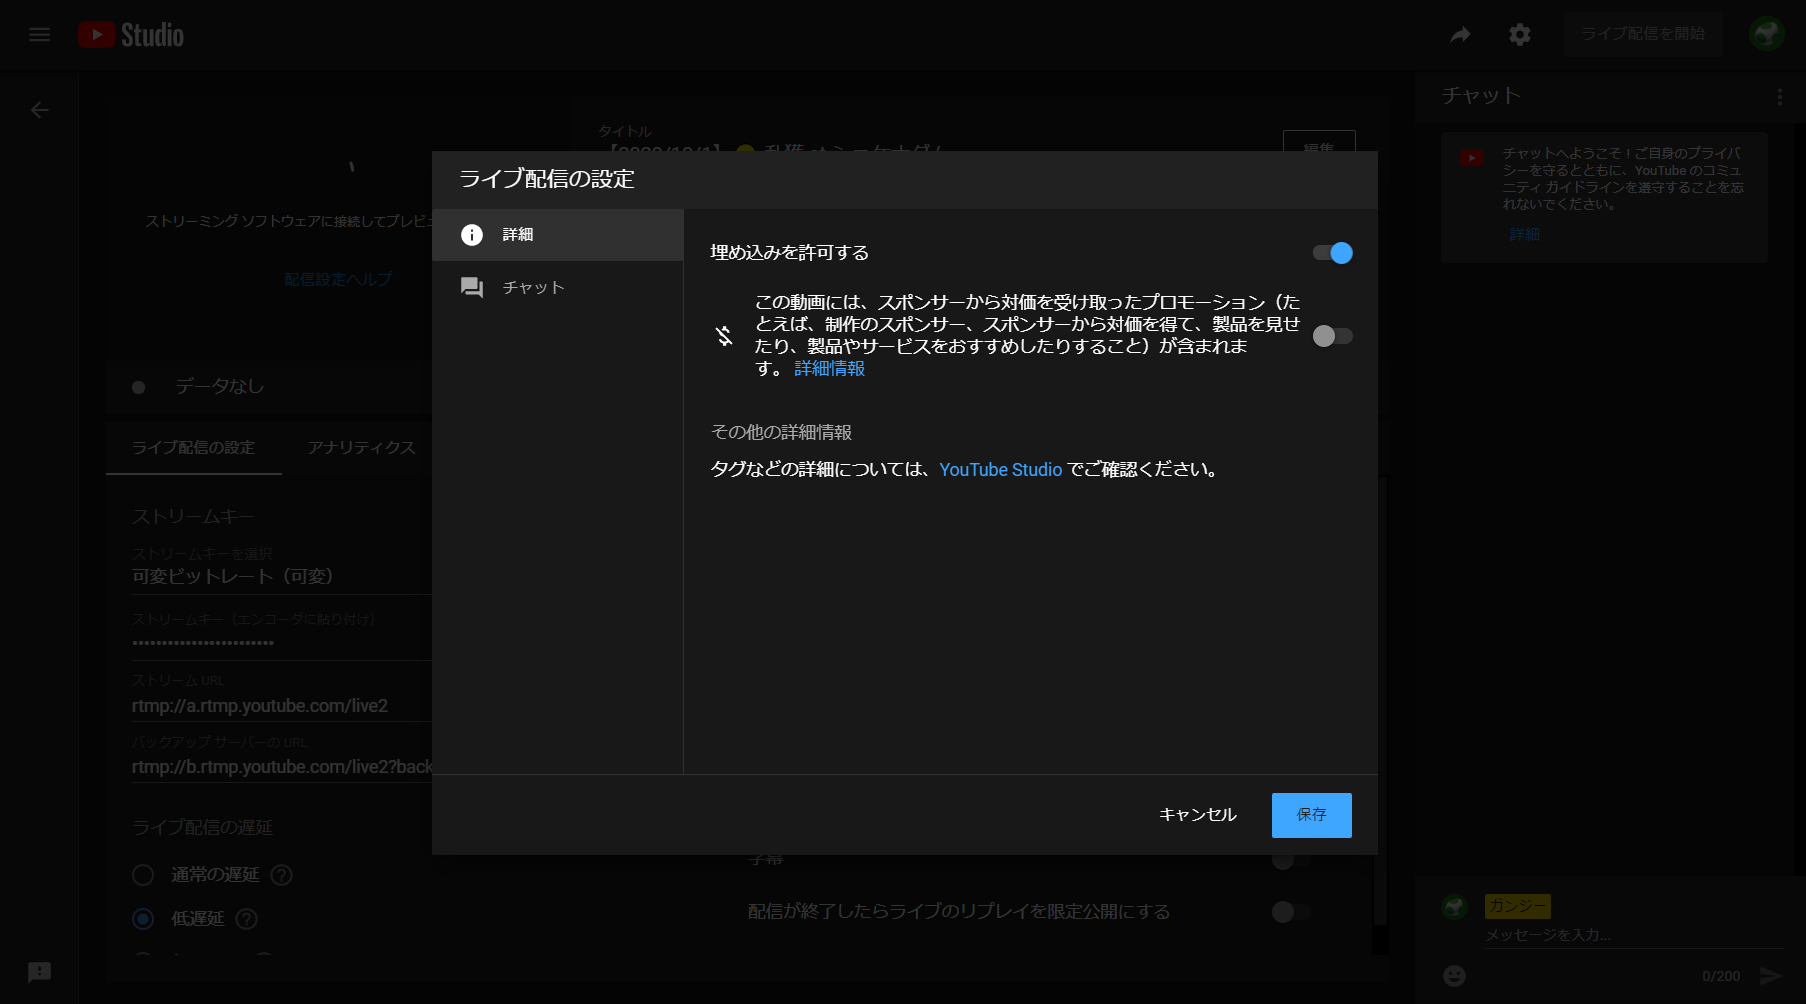 Studio
ライブ配信を開始
タイトル
編集
ストリーミング ソフトウェアに接続してプレビュ
配信設定ヘルプ
データなし
ライブ配信の設定
アナリティクス
ストリームキー
ストリームキーを選択
可変ビットレート（可変）
ストリームキー（エンコーダに貼り付け）
••••••••••••••••••••••••
ストリーム URL
rtmp://a.rtmp.youtube.com/live2
バックアップ サーバーの URL
rtmp://b.rtmp.youtube.com/live2?back
ライブ配信の遅延
通常の遅延
低遅延
ライブ配信の設定
詳細
チャット
埋め込みを許可する
この動画には、スポンサーから対価を受け取ったプロモーション（た
とえば、制作のスポンサー、スポンサーから対価を得て、製品を見せ
たり、製品やサービスをおすすめしたりすること）が含まれま
す。 詳細情報
その他の詳細情報
タグなどの詳細については、YouTube Studio でご確認ください。
キャンセル
保存
字幕
配信が終了したらライブのリプレイを限定公開にする
チャット
チャットへようこそ！ご自身のプライバ
シーを守るとともに、YouTube のコミュ
ニティ ガイドラインを遵守することを忘
れないでください。
詳細
ガンジー
メッセージを入力...
0/200